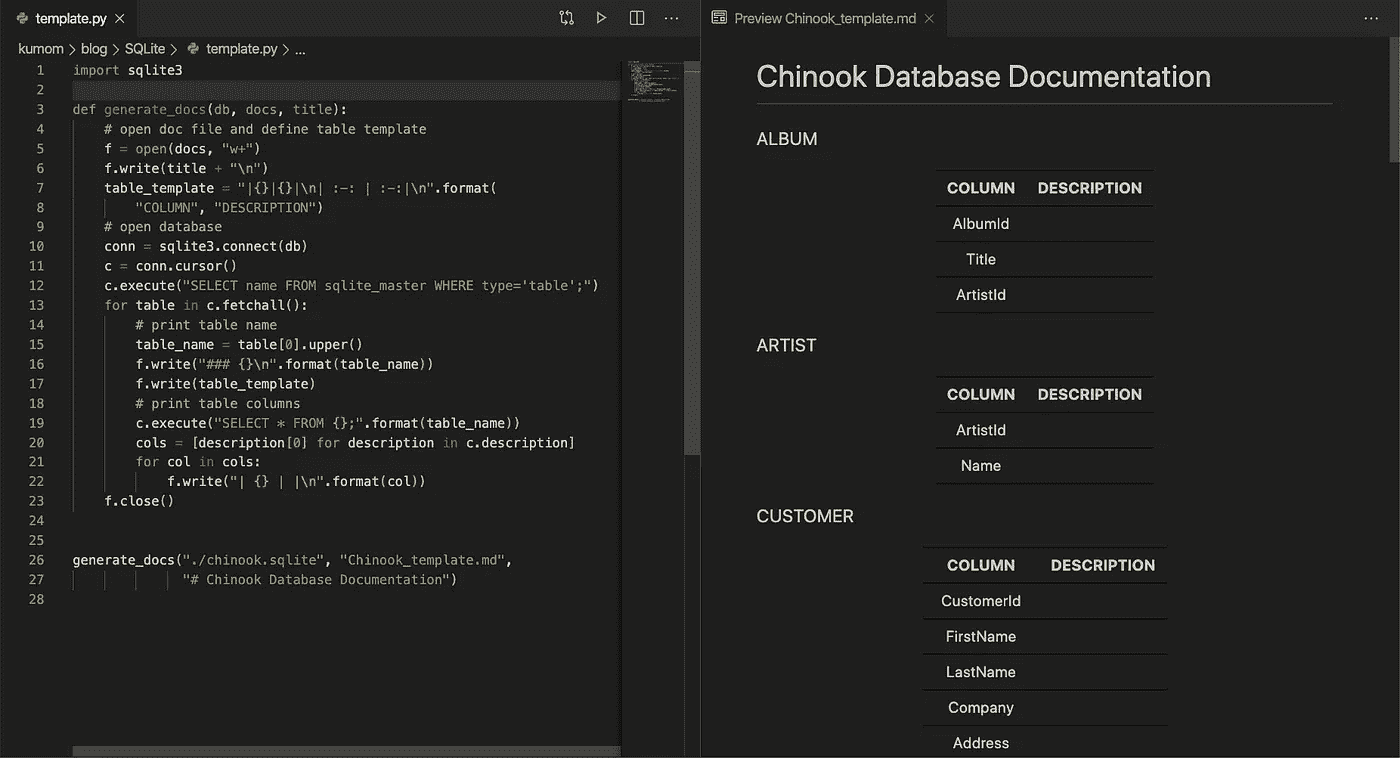 template.py
kumom > blog > SQLite > template.py > ...
1 import sqlite3
2
3 def generate_docs(db, docs, title):
4     # open doc file and define table template
5     f = open(docs, "w+")
6     f.write(title + "\n")
7     table_template = "|{}|{}|\n| :-: | :-:|\n".format(
8         "COLUMN", "DESCRIPTION")
9     # open database
10     conn = sqlite3.connect(db)
11     c = conn.cursor()
12     c.execute("SELECT name FROM sqlite_master WHERE type='table';")
13     for table in c.fetchall():
14         # print table name
15         table_name = table[0].upper()
16         f.write("### {}\n".format(table_name))
17         f.write(table_template)
18         # print table columns
19         c.execute("SELECT * FROM {};".format(table_name))
20         cols = [description[0] for description in c.description]
21         for col in cols:
22             f.write("| {} | |\n".format(col))
23     f.close()
24
25
26 generate_docs("./chinook.sqlite", "Chinook_template.md",
27               "# Chinook Database Documentation")
28
Preview Chinook_template.md
Chinook Database Documentation
ALBUM
COLUMN DESCRIPTION
AlbumId
Title
ArtistId
ARTIST
COLUMN DESCRIPTION
ArtistId
Name
CUSTOMER
COLUMN DESCRIPTION
CustomerId
FirstName
LastName
Company
Address